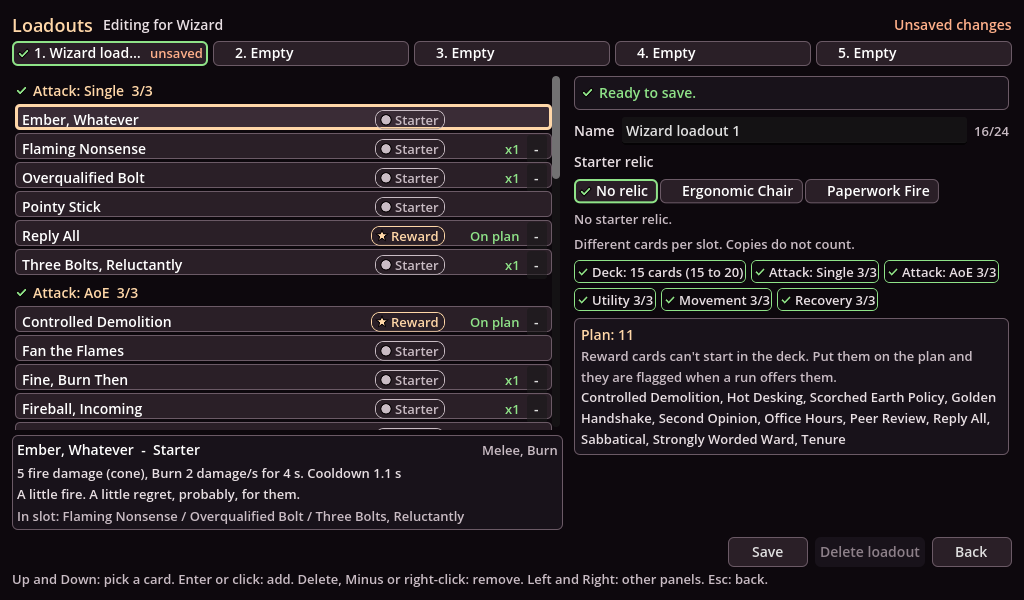 Loadouts Editing for Wizard Unsaved changes
1. Wizard load... unsaved 2. Empty 3. Empty 4. Empty 5. Empty
Attack: Single 3/3
Ember, Whatever Starter
Flaming Nonsense Starter x1 -
Overqualified Bolt Starter x1 -
Pointy Stick Starter
Reply All Reward On plan -
Three Bolts, Reluctantly Starter x1 -
Attack: AoE 3/3
Controlled Demolition Reward On plan -
Fan the Flames Starter
Fine, Burn Then Starter x1 -
Fireball, Incoming Starter x1 -
Ember, Whatever - Starter Melee, Burn
5 fire damage (cone), Burn 2 damage/s for 4 s. Cooldown 1.1 s
A little fire. A little regret, probably, for them.
In slot: Flaming Nonsense / Overqualified Bolt / Three Bolts, Reluctantly
Ready to save.
Name Wizard loadout 1 16/24
Starter relic
No relic Ergonomic Chair Paperwork Fire
No starter relic.
Different cards per slot. Copies do not count.
Deck: 15 cards (15 to 20) Attack: Single 3/3 Attack: AoE 3/3
Utility 3/3 Movement 3/3 Recovery 3/3
Plan: 11
Reward cards can't start in the deck. Put them on the plan and
they are flagged when a run offers them.
Controlled Demolition, Hot Desking, Scorched Earth Policy, Golden
Handshake, Second Opinion, Office Hours, Peer Review, Reply All,
Sabbatical, Strongly Worded Ward, Tenure
Save Delete loadout Back
Up and Down: pick a card. Enter or click: add. Delete, Minus or right-click: remove. Left and Right: other panels. Esc: back.